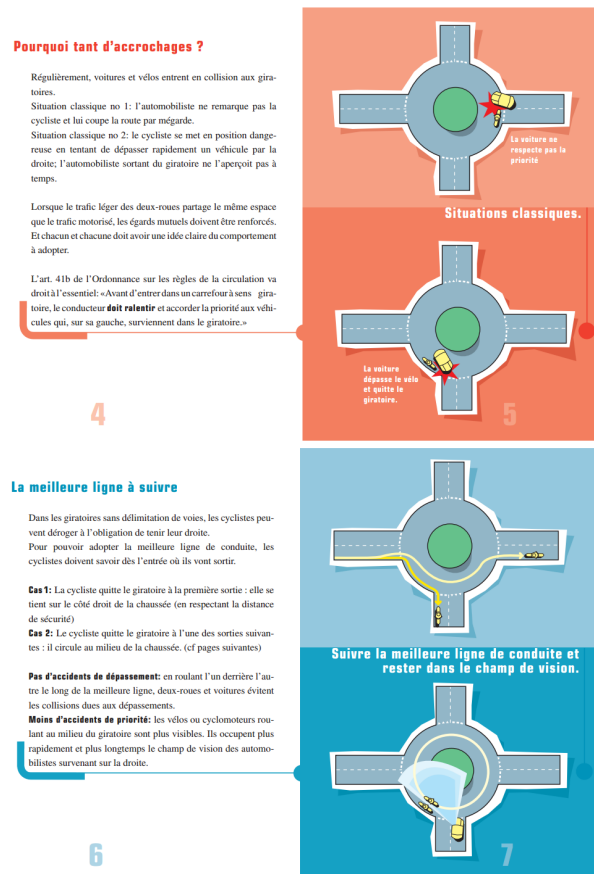 Pourquoi tant d'accrochages ?
Régulièrement, voitures et vélos entrent en collision aux gira-
toires.
Situation classique no 1: l'automobiliste ne remarque pas la
cycliste et lui coupe la route par mégarde.
Situation classique no 2: le cycliste se met en position dange-
reuse en tentant de dépasser rapidement un véhicule par la
droite; l'automobiliste sortant du giratoire ne l'aperçoit pas à
temps.
Lorsque le trafic léger des deux-roues partage le même espace
que le trafic motorisé, les égards mutuels doivent être renforcés.
Et chacun et chacune doit avoir une idée claire du comportement
à adopter.
L'art. 41b de l'Ordonnance sur les règles de la circulation va
droit à l'essentiel: «Avant d'entrer dans un carrefour à sens gira-
toire, le conducteur doit ralentir et accorder la priorité aux véhi-
cules qui, sur sa gauche, surviennent dans le giratoire.»
4
La voiture ne
respecte pas la
priorité
Situations classiques.
La voiture
dépasse le vélo
et quitte le
giratoire.
5
La meilleure ligne à suivre
Dans les giratoires sans délimitation de voies, les cyclistes peu-
vent déroger à l'obligation de tenir leur droite.
Pour pouvoir adopter la meilleure ligne de conduite, les
cyclistes doivent savoir dès l'entrée où ils vont sortir.
Cas 1: La cycliste quitte le giratoire à la première sortie : elle se
tient sur le côté droit de la chaussée (en respectant la distance
de sécurité)
Cas 2: Le cycliste quitte le giratoire à l'une des sorties suivan-
tes : il circule au milieu de la chaussée. (cf pages suivantes)
Pas d'accidents de dépassement: en roulant l'un derrière l'au-
tre le long de la meilleure ligne, deux-roues et voitures évitent
les collisions dues aux dépassements.
Moins d'accidents de priorité: les vélos ou cyclomoteurs rou-
lant au milieu du giratoire sont plus visibles. Ils occupent plus
rapidement et plus longtemps le champ de vision des automo-
bilistes survenant sur la droite.
6
Suivre la meilleure ligne de conduite et
rester dans le champ de vision.
7